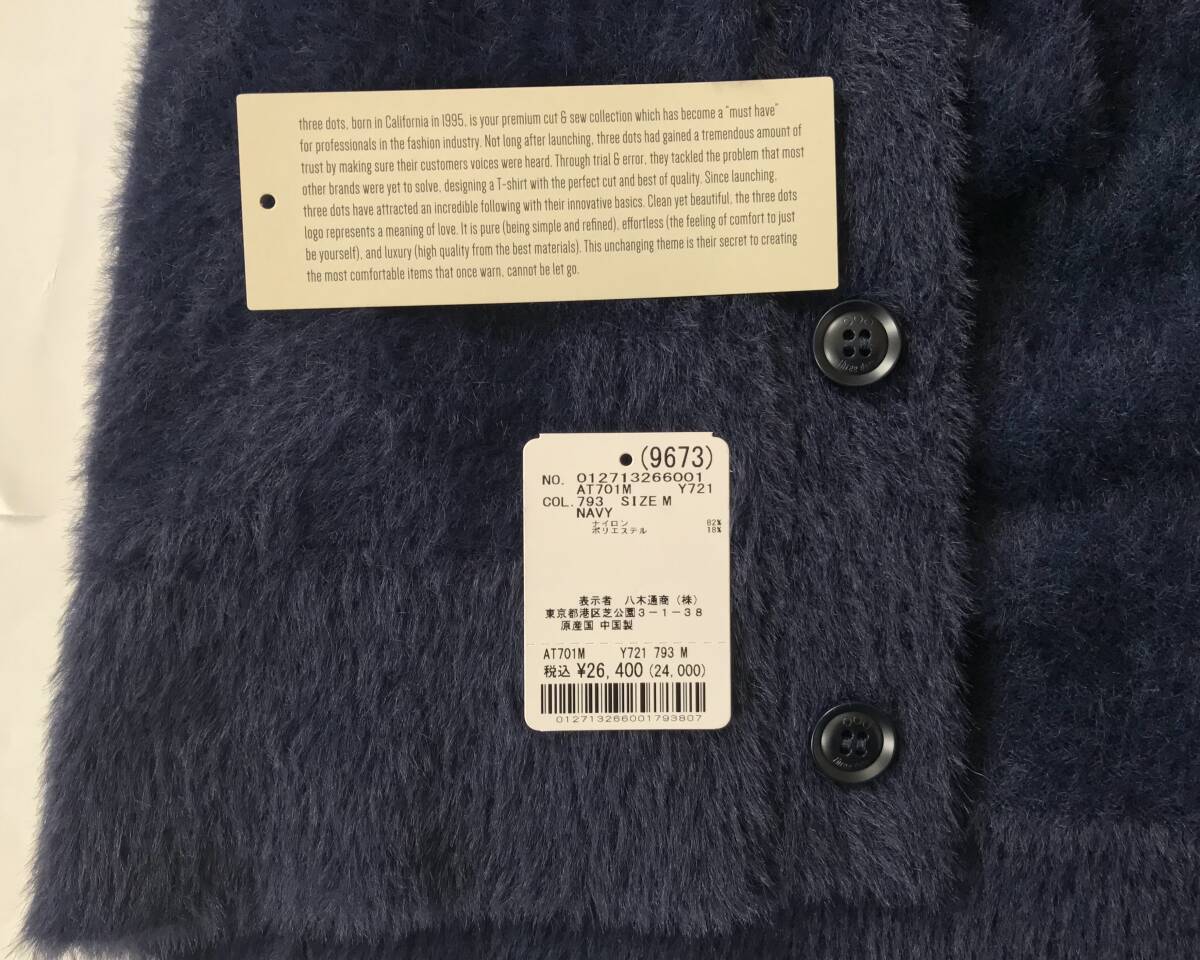 three dots, born in California in 1995, is your premium cut & sew collection which has become a "must have"
for professionals in the fashion industry. Not long after launching, three dots had gained a tremendous amount of
trust by making sure their customers voices were heard. Through trial & error, they tackled the problem that most
other brands were yet to solve, designing a T-shirt with the perfect cut and best of quality. Since launching,
three dots have attracted an incredible following with their innovative basics. Clean yet beautiful, the three dots
logo represents a meaning of love. It is pure (being simple and refined), effortless (the feeling of comfort to just
be yourself), and luxury (high quality from the best materials). This unchanging theme is their secret to creating
the most comfortable items that once warn, cannot be let go.
(9673)
NO. 012713266001
AT701M Y721
COL.793 SIZE M
NAVY
ナイロン 82%
ポリエステル 18%
表示者 八木通商(株)
東京都港区芝公園3-1-38
原産国 中国製
AT701M Y721 793 M
税込 ¥26,400 (24,000)
012713266001793807